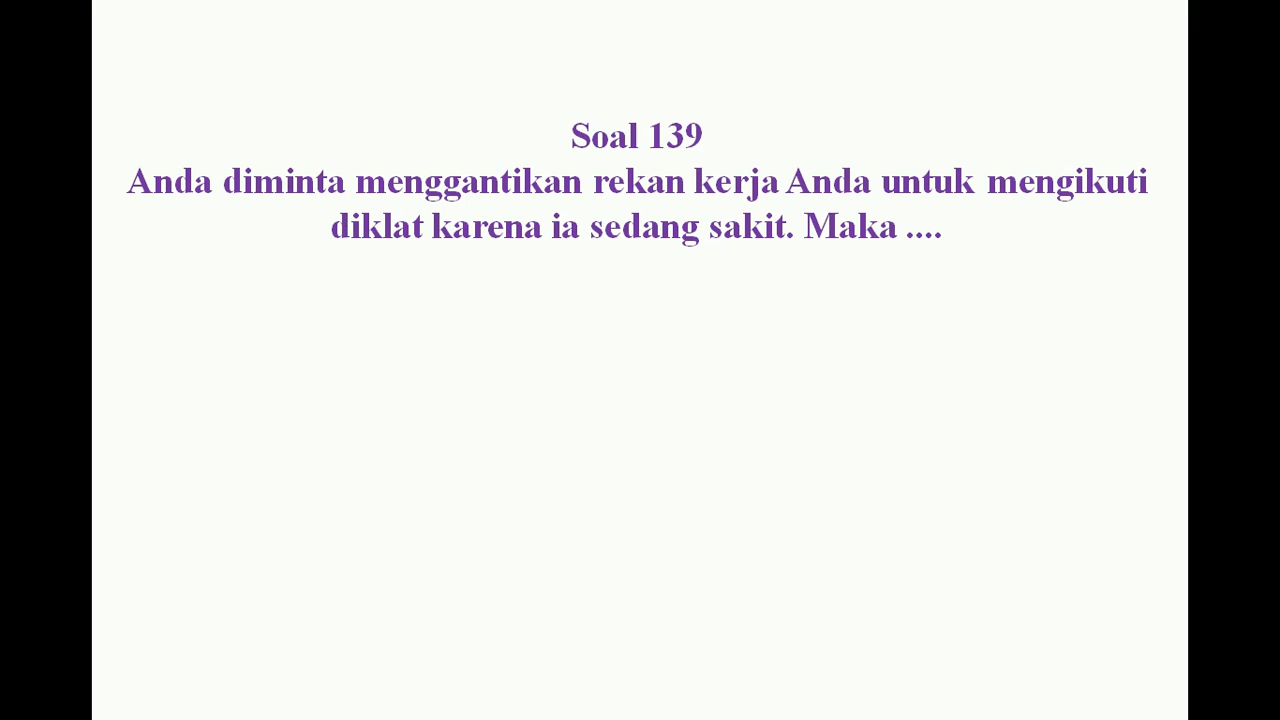 Soal 139
Anda diminta menggantikan rekan kerja Anda untuk mengikuti
diklat karena ia sedang sakit. Maka ....